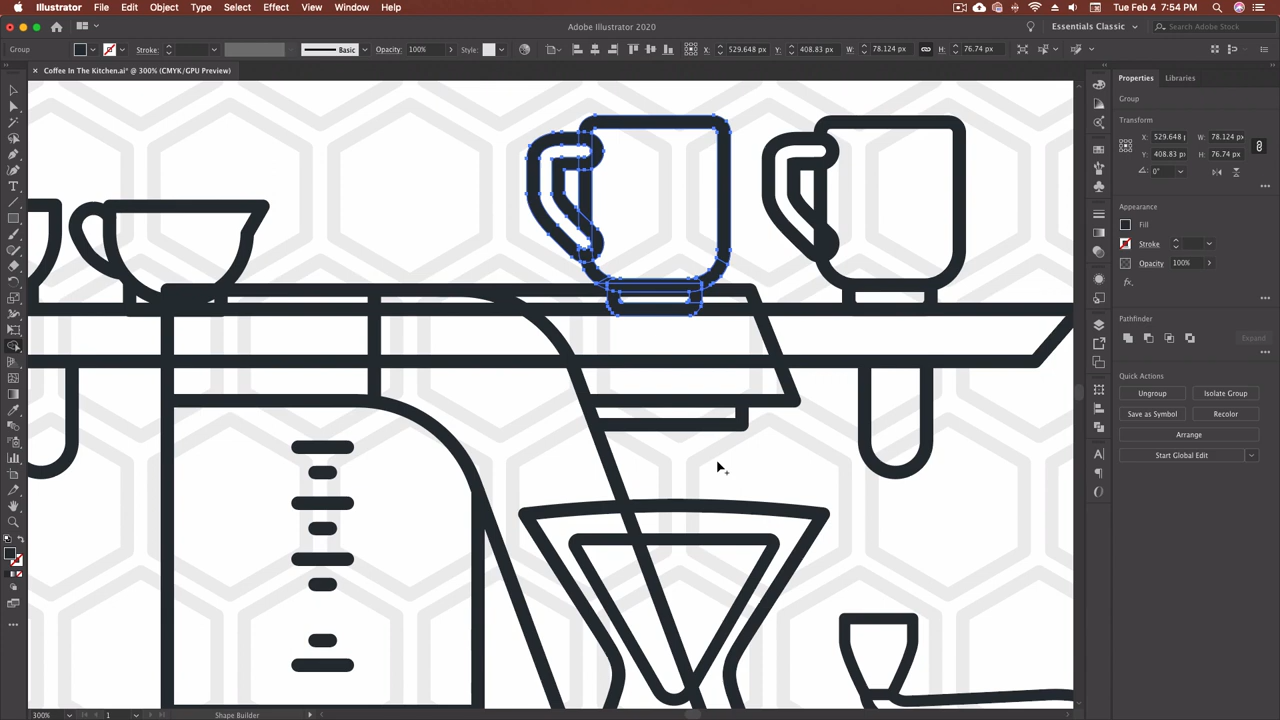 Illustrator File Edit Object Type Select Effect View Window Help
Tue Feb 4 7:54 PM
Adobe Illustrator 2020
Essentials Classic
Search Adobe Stock
Group
Stroke:
Basic
Opacity: 100%
Style:
X: 529.648 px
Y: 408.83 px
W: 78.124 px
H: 76.74 px
Coffee In The Kitchen.ai* @ 300% (CMYK/GPU Preview)
Properties
Libraries
Group
Transform
X: 529.648 p
W: 78.124 px
Y: 408.83 px
H: 76.74 px
0°
Appearance
Fill
Stroke
Opacity 100%
Pathfinder
Expand
Quick Actions
Ungroup
Isolate Group
Save as Symbol
Recolor
Arrange
Start Global Edit
300%
1
Shape Builder